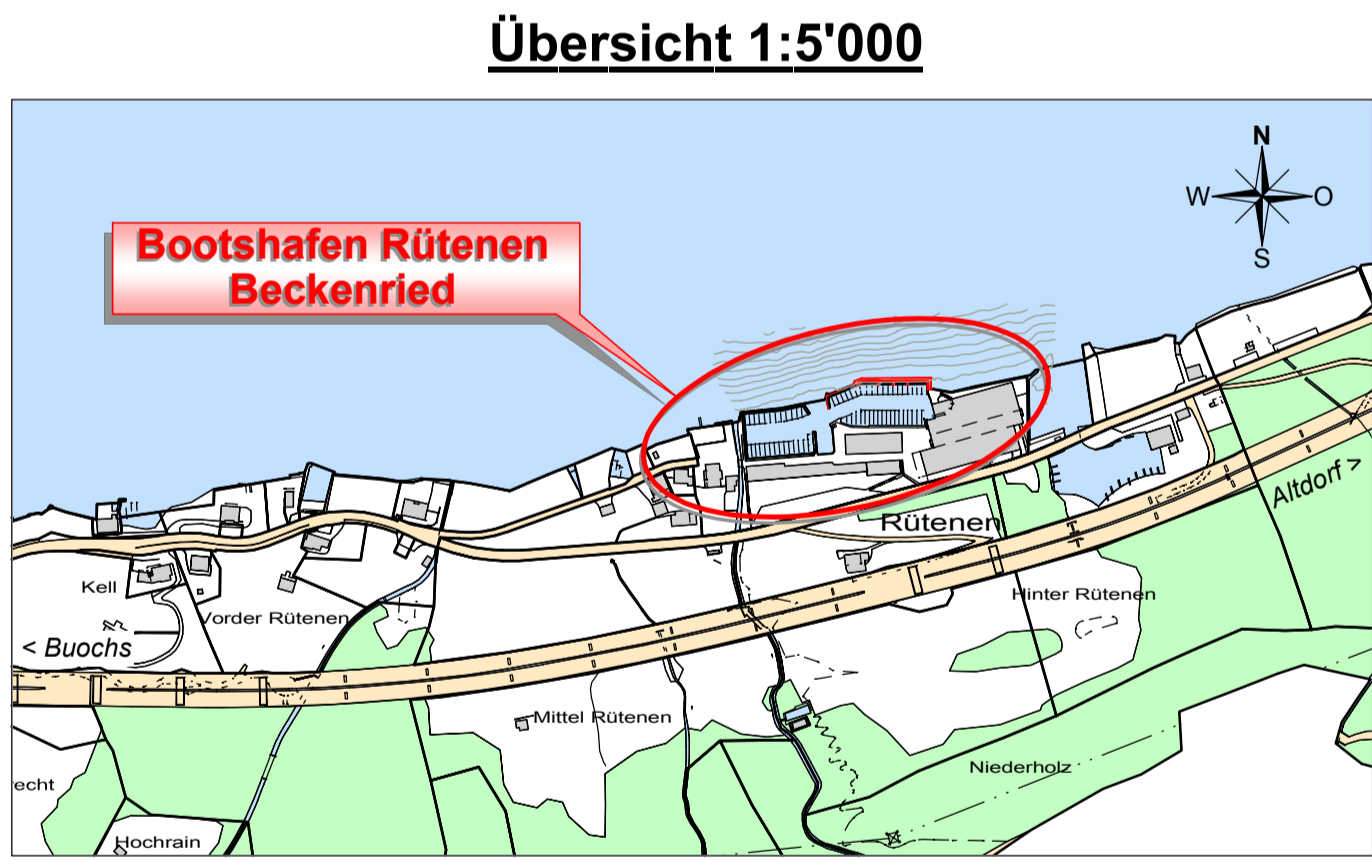 Übersicht 1:5'000
N
W
O
S
Bootshafen Rütenen
Beckenried
Altdorf >
Rütenen
Kell
Vorder Rütenen
Hinter Rütenen
< Buochs
Mittel Rütenen
Niederholz
echt
Hochrain